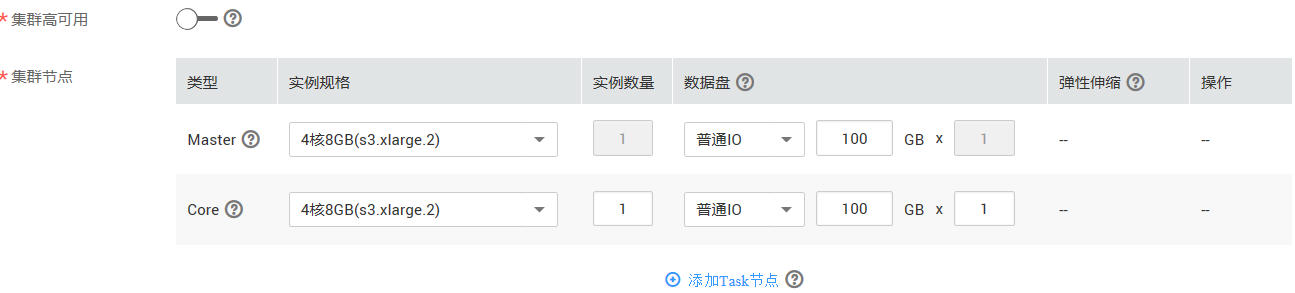 * 集群高可用 ?
* 集群节点
类型 实例规格 实例数量 数据盘 ? 弹性伸缩 ? 操作
Master ? 4核8GB(s3.xlarge.2) 1 普通IO 100 GB x 1 -- --
Core ? 4核8GB(s3.xlarge.2) 1 普通IO 100 GB x 1 -- --
添加Task节点 ?